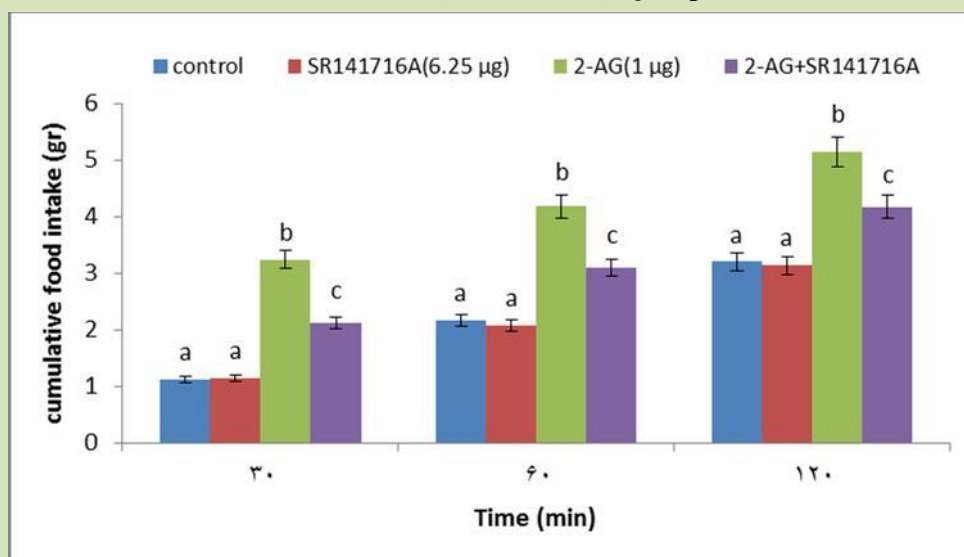 control SR141716A(6.25 µg) 2-AG(1 µg) 2-AG+SR141716A
cumulative food intake (gr)
6
5
4
3
2
1
0
a a b c
a a b c
a a b c
۳۰ ۶۰ ۱۲۰
Time (min)